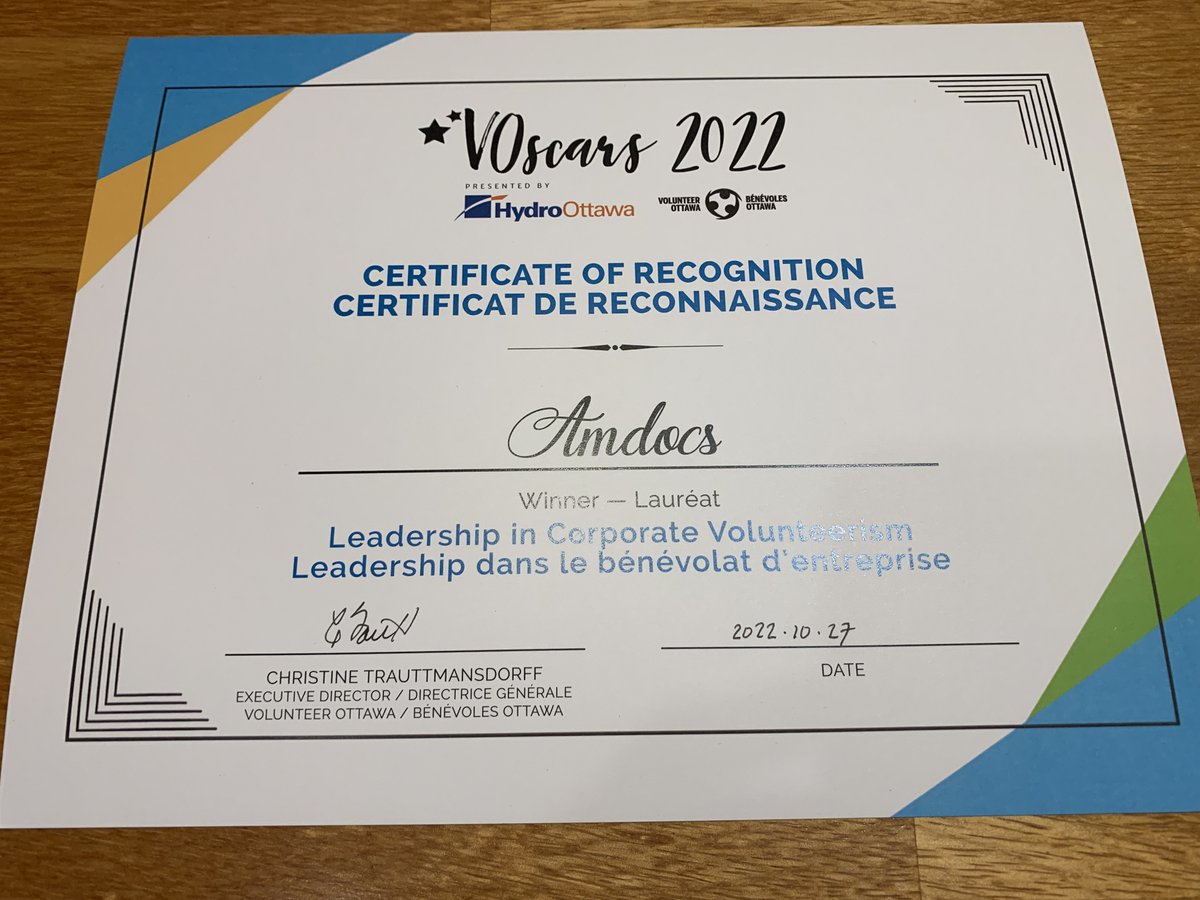 VOscars 2022
PRESENTED BY
HydroOttawa
VOLUNTEER OTTAWA
BÉNÉVOLES OTTAWA
CERTIFICATE OF RECOGNITION
CERTIFICAT DE RECONNAISSANCE
Amdocs
Winner — Lauréat
Leadership in Corporate Volunteerism
Leadership dans le bénévolat d'entreprise
2022.10.27
CHRISTINE TRAUTTMANSDORFF
EXECUTIVE DIRECTOR / DIRECTRICE GÉNÉRALE
VOLUNTEER OTTAWA / BÉNÉVOLES OTTAWA
DATE